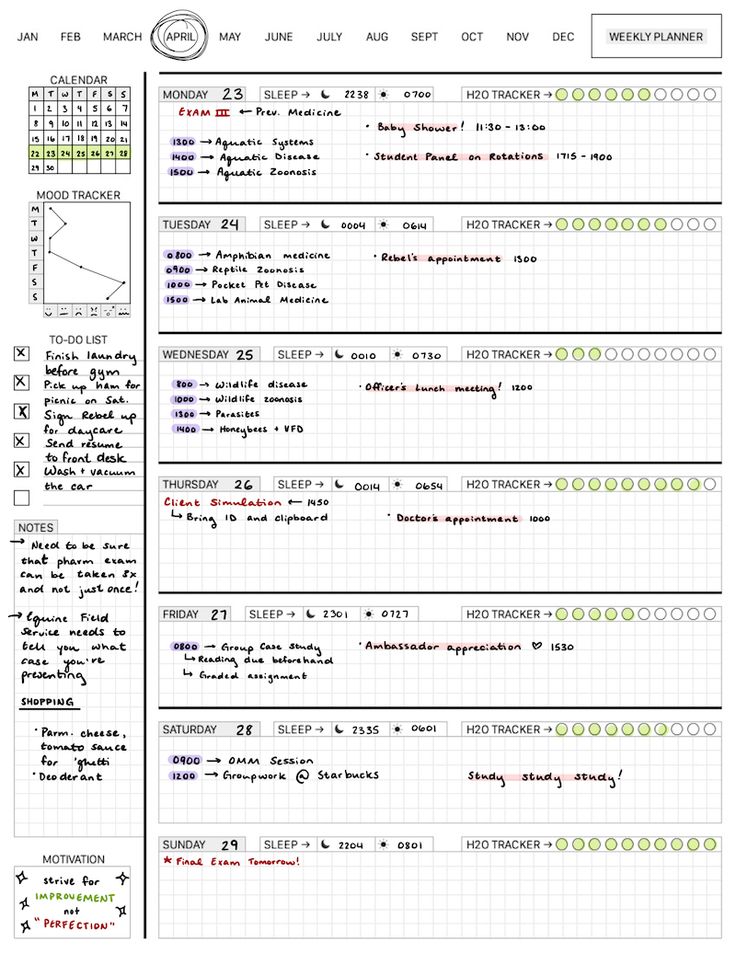 JAN FEB MARCH APRIL MAY JUNE JULY AUG SEPT OCT NOV DEC WEEKLY PLANNER
CALENDAR
M T W T F S S
1 2 3 4 5 6 7
8 9 10 11 12 13 14
15 16 17 18 19 20 21
22 23 24 25 26 27 28
29 30
MOOD TRACKER
M
T
W
T
F
S
S
TO-DO LIST
Finish laundry
before gym
Pick up ham for
picnic on Sat.
Sign Rebel up
for daycare
Send resume
to front desk
Wash + vacuum
the car
NOTES
→ Need to be sure
that pharm exam
can be taken 3x
and not just once!
→ Equine Field
Service needs to
tell you what
case you're
presenting
SHOPPING
• Parm. cheese,
tomato sauce
for 'ghetti
• Deoderant
MOTIVATION
strive for
IMPROVEMENT
not
"PERFECTION"
MONDAY 23 SLEEP → 2238 0700 H2O TRACKER →
EXAM III ← Prev. Medicine
• Baby Shower! 11:30 - 13:00
1300 → Aquatic Systems
1400 → Aquatic Disease • Student Panel on Rotations 1715 - 1900
1500 → Aquatic Zoonosis
TUESDAY 24 SLEEP → 0004 0614 H2O TRACKER →
0800 → Amphibian medicine • Rebel's appointment 1300
0900 → Reptile Zoonosis
1000 → Pocket Pet Disease
1500 → Lab Animal Medicine
WEDNESDAY 25 SLEEP → 0010 0730 H2O TRACKER →
800 → Wildlife disease • Officer's Lunch meeting! 1200
1000 → Wildlife zoonosis
1300 → Parasites
1400 → Honeybees + VFD
THURSDAY 26 SLEEP → 0014 0654 H2O TRACKER →
Client Simulation ← 1450
↳ Bring ID and clipboard • Doctor's appointment 1000
FRIDAY 27 SLEEP → 2301 0727 H2O TRACKER →
0800 → Group Case Study • Ambassador appreciation ♡ 1530
↳ Reading due beforehand
↳ Graded assignment
SATURDAY 28 SLEEP → 2335 0601 H2O TRACKER →
0900 → OMM Session
1200 → Groupwork @ Starbucks Study study study!
SUNDAY 29 SLEEP → 2204 0801 H2O TRACKER →
* Final Exam Tomorrow!